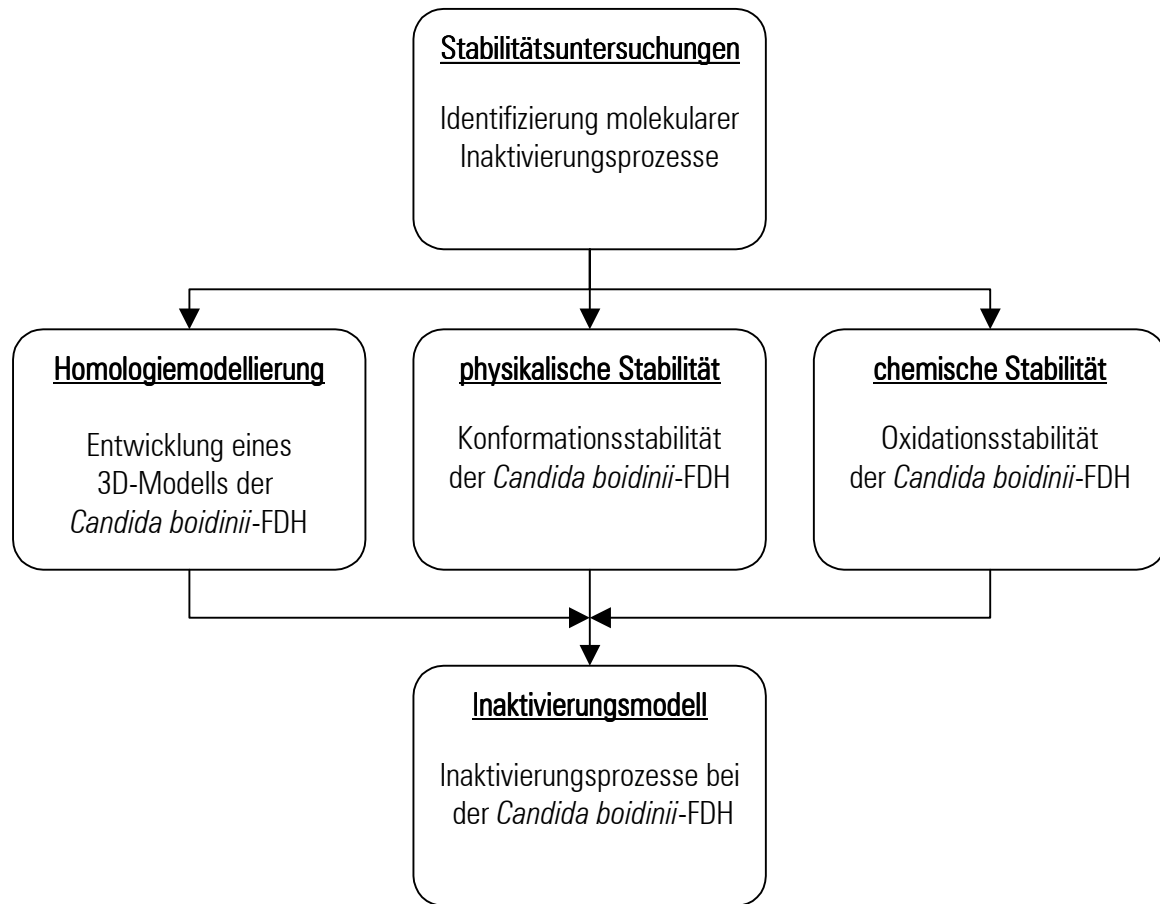 Stabilitätsuntersuchungen
Identifizierung molekularer
Inaktivierungsprozesse
Homologiemodellierung
Entwicklung eines
3D-Modells der
Candida boidinii-FDH
physikalische Stabilität
Konformationsstabilität
der Candida boidinii-FDH
chemische Stabilität
Oxidationsstabilität
der Candida boidinii-FDH
Inaktivierungsmodell
Inaktivierungsprozesse bei
der Candida boidinii-FDH